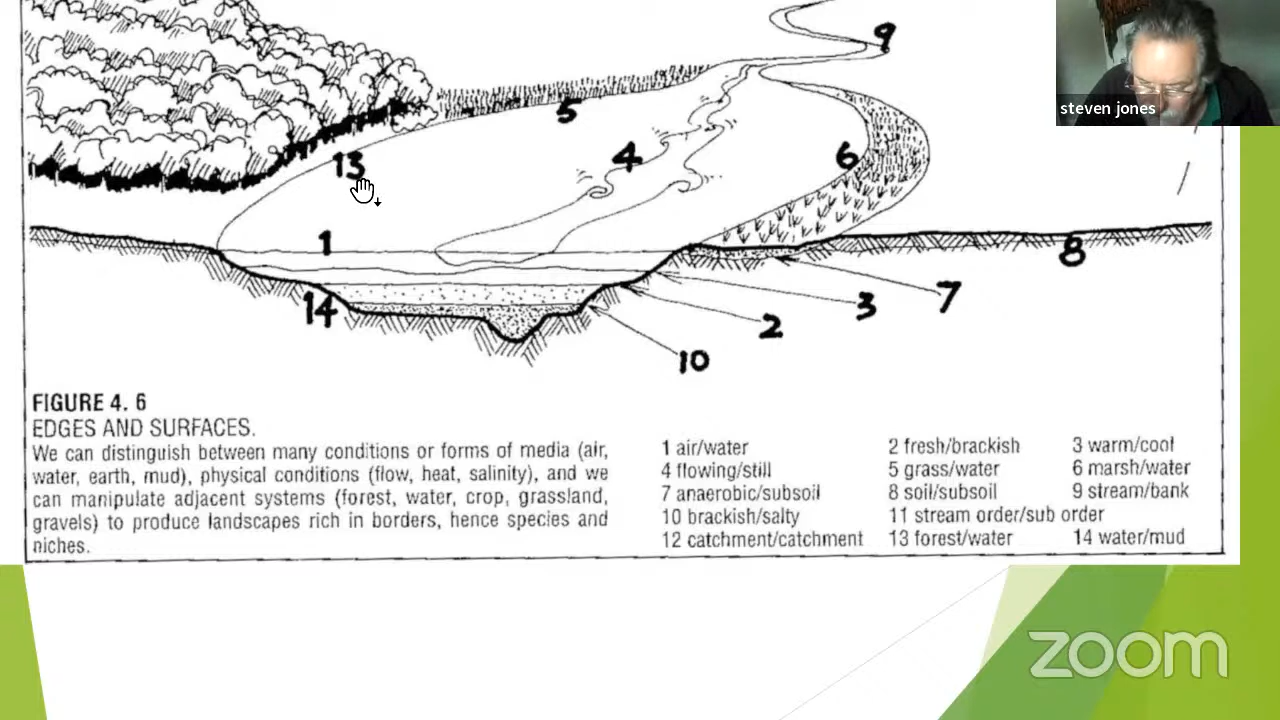 9
steven jones
5
13
4
6
1
8
14
3
7
2
10
FIGURE 4. 6
EDGES AND SURFACES.
We can distinguish between many conditions or forms of media (air,
water, earth, mud), physical conditions (flow, heat, salinity), and we
can manipulate adjacent systems (forest, water, crop, grassland,
gravels) to produce landscapes rich in borders, hence species and
niches.
1 air/water 2 fresh/brackish 3 warm/cool
4 flowing/still 5 grass/water 6 marsh/water
7 anaerobic/subsoil 8 soil/subsoil 9 stream/bank
10 brackish/salty 11 stream order/sub order
12 catchment/catchment 13 forest/water 14 water/mud
zoom